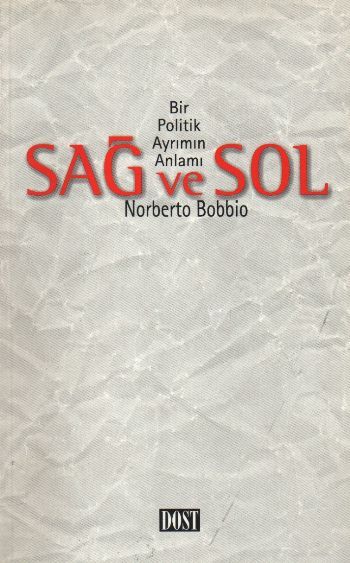 Bir
Politik
Ayrımın
Anlamı
SAĞ ve SOL
Norberto Bobbio
DOST